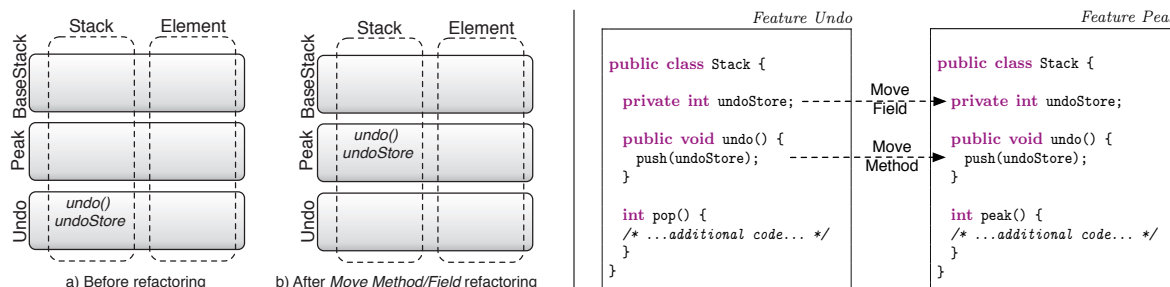 Stack Element
BaseStack
Peak
Undo
undo()
undoStore
a) Before refactoring
Stack Element
BaseStack
Peak
Undo
undo()
undoStore
b) After Move Method/Field refactoring
Feature Undo
public class Stack {
private int undoStore;
public void undo() {
push(undoStore);
}
int pop() {
/* ...additional code... */
}
}
Move
Field
Move
Method
Feature Peak
public class Stack {
private int undoStore;
public void undo() {
push(undoStore);
}
int peak() {
/* ...additional code... */
}
}